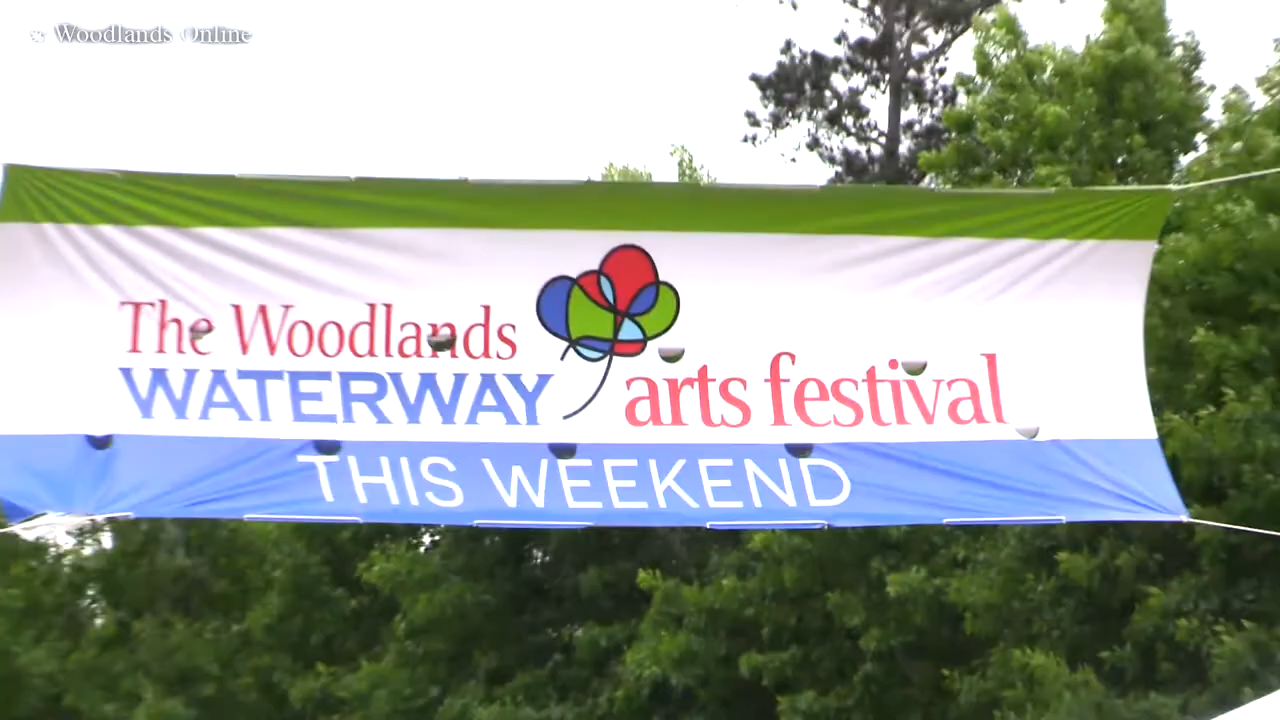 Woodlands Online
The Woodlands
WATERWAY arts festival
THIS WEEKEND